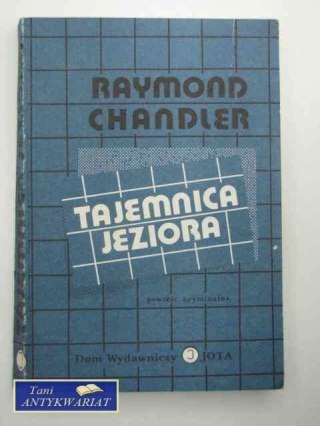 RAYMOND
CHANDLER
TAJEMNICA
JEZIORA
powieść kryminalna
Dom Wydawniczy J JOTA
Tani
ANTYKWARIAT